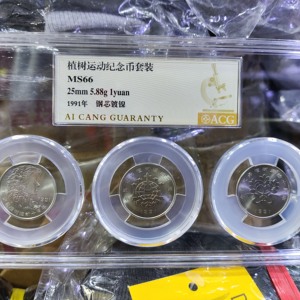 植树运动纪念币套装
MS66
25mm 5.88g 1yuan
1991年 钢芯镀镍
AI CANG GUARANTY
ACG